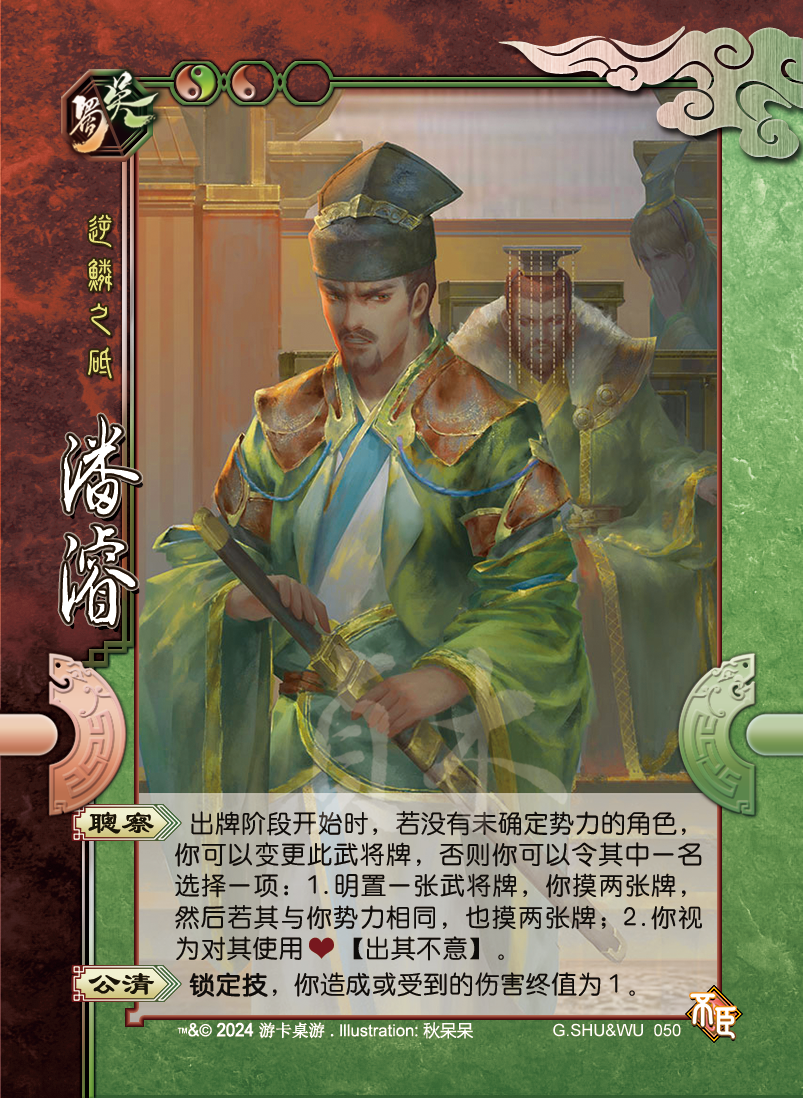 蜀吴
逆鳞之砥
潘濬
聰察
出牌阶段开始时，若没有未确定势力的角色，
你可以变更此武将牌，否则你可以令其中一名
选择一项：1.明置一张武将牌，你摸两张牌，
然后若其与你势力相同，也摸两张牌；2.你视
为对其使用❤【出其不意】。
公清
锁定技，你造成或受到的伤害终值为1。
™&© 2024 游卡桌游 . Illustration: 秋呆呆
G.SHU&WU 050
不臣